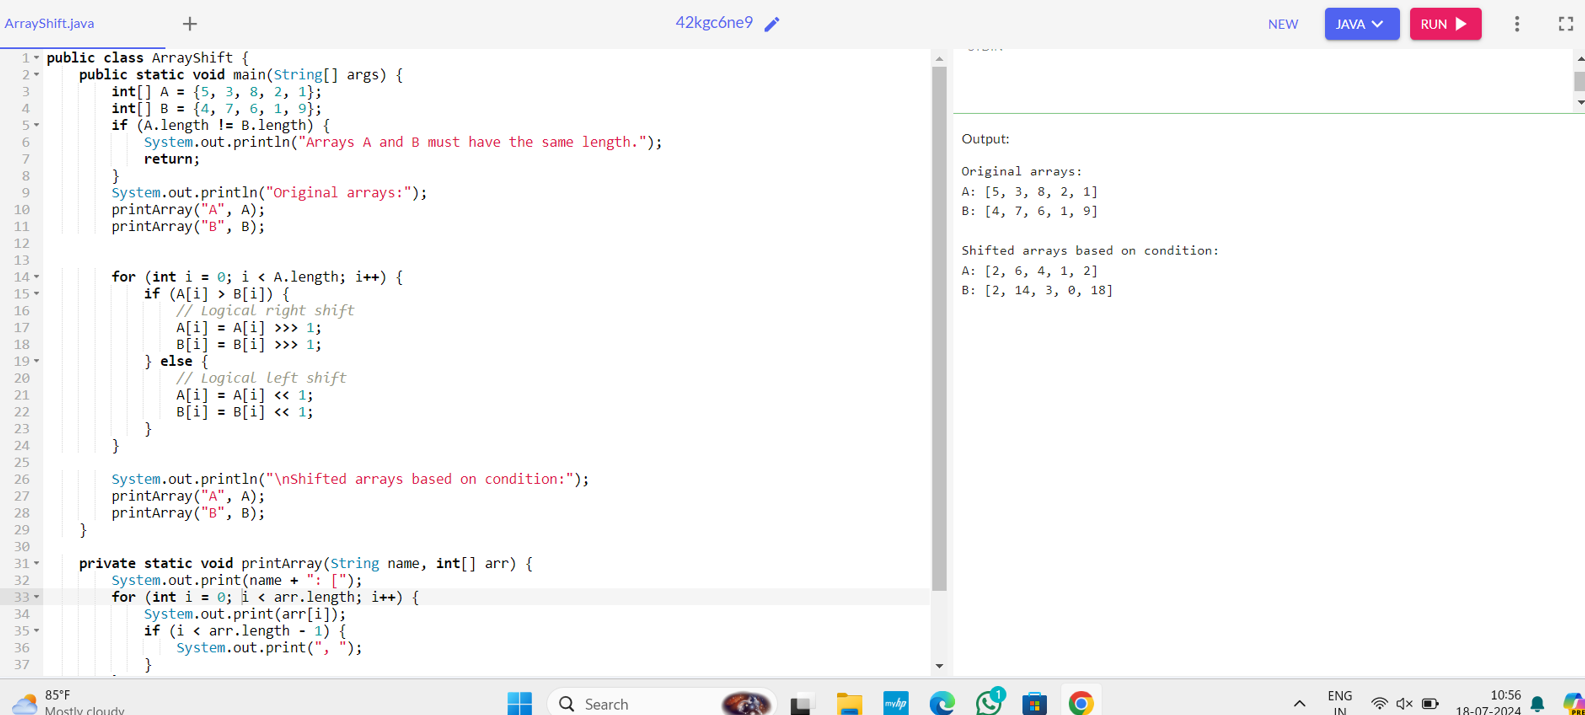 ArrayShift.java
42kgc6ne9
NEW
JAVA
RUN
1 public class ArrayShift {
2 public static void main(String[] args) {
3 int[] A = {5, 3, 8, 2, 1};
4 int[] B = {4, 7, 6, 1, 9};
5 if (A.length != B.length) {
6 System.out.println("Arrays A and B must have the same length.");
7 return;
8 }
9 System.out.println("Original arrays:");
10 printArray("A", A);
11 printArray("B", B);
12
13
14 for (int i = 0; i < A.length; i++) {
15 if (A[i] > B[i]) {
16 // Logical right shift
17 A[i] = A[i] >>> 1;
18 B[i] = B[i] >>> 1;
19 } else {
20 // Logical left shift
21 A[i] = A[i] << 1;
22 B[i] = B[i] << 1;
23 }
24 }
25
26 System.out.println("\nShifted arrays based on condition:");
27 printArray("A", A);
28 printArray("B", B);
29 }
30
31 private static void printArray(String name, int[] arr) {
32 System.out.print(name + ": [");
33 for (int i = 0; i < arr.length; i++) {
34 System.out.print(arr[i]);
35 if (i < arr.length - 1) {
36 System.out.print(", ");
37 }
Output:
Original arrays:
A: [5, 3, 8, 2, 1]
B: [4, 7, 6, 1, 9]
Shifted arrays based on condition:
A: [2, 6, 4, 1, 2]
B: [2, 14, 3, 0, 18]
85°F
Mostly cloudy
Search
myhp
1
ENG
IN
10:56
18-07-2024
PRE